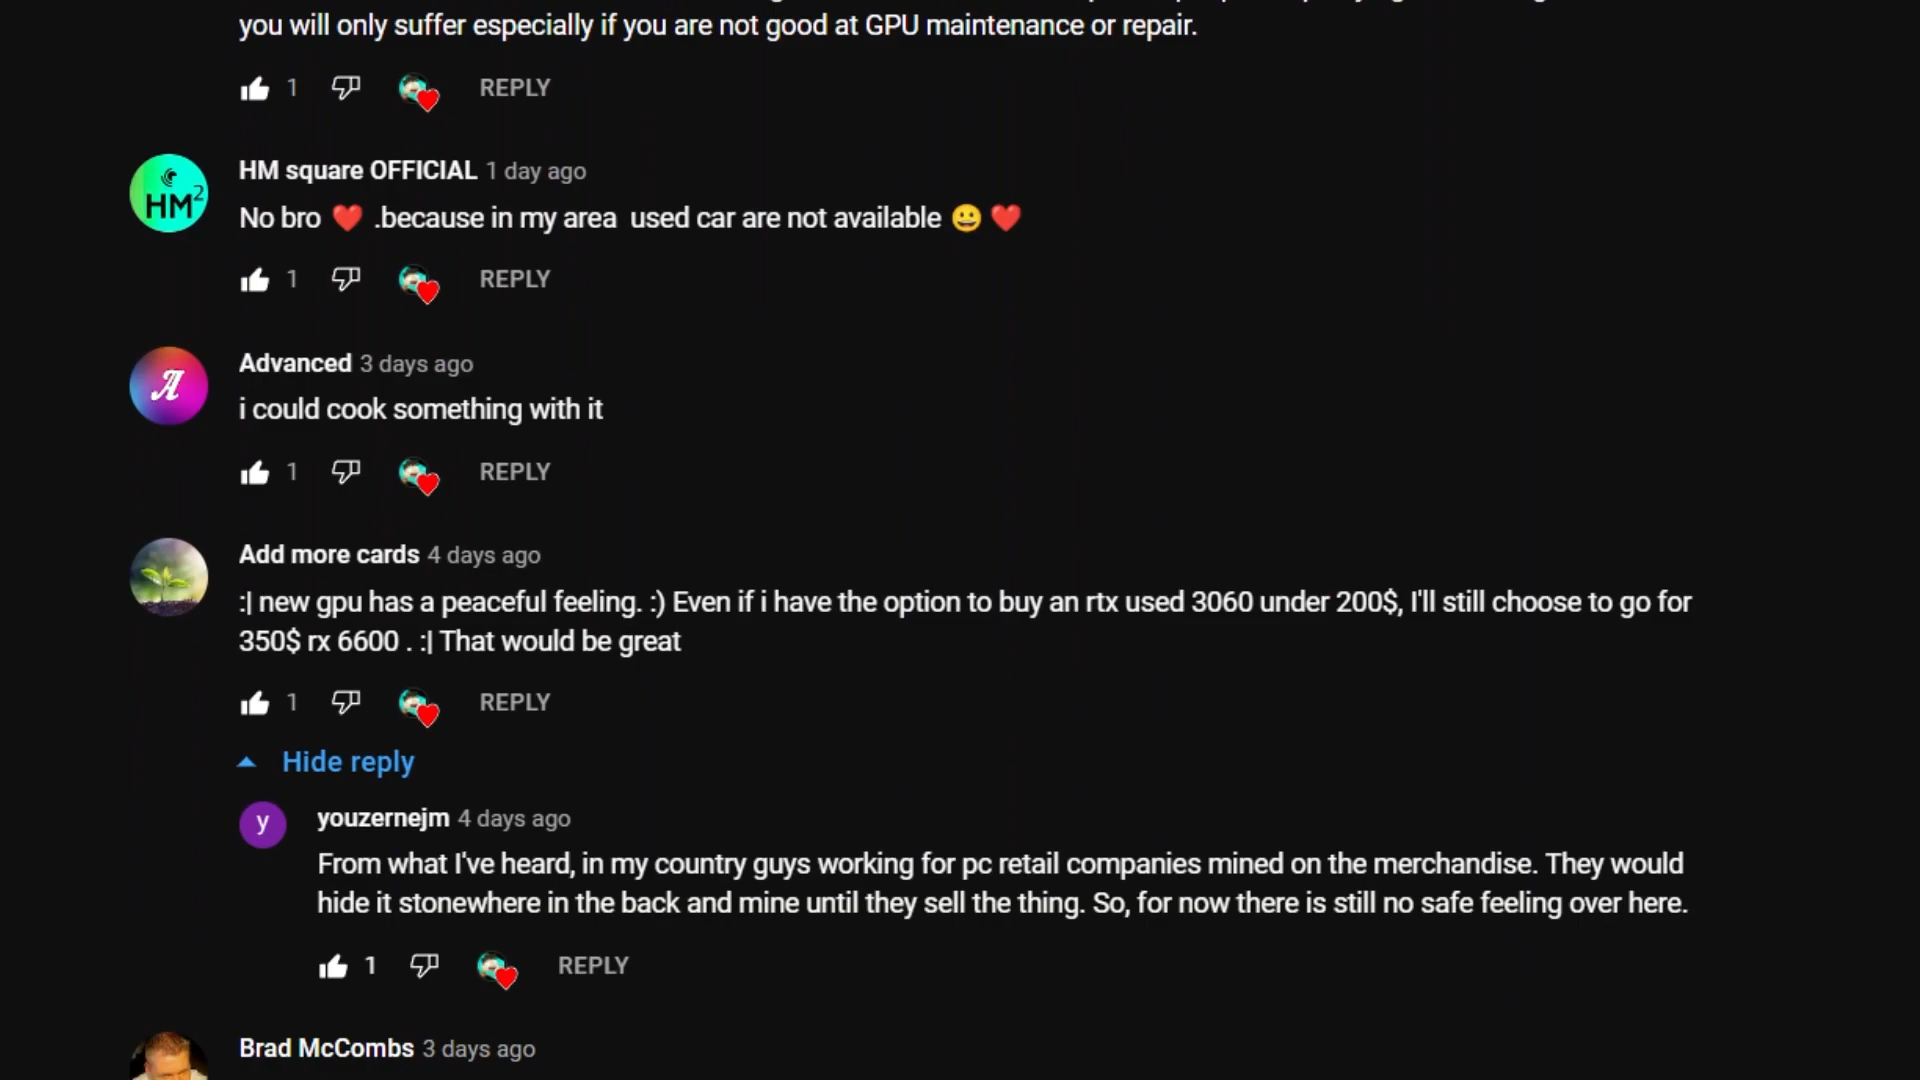 you will only suffer especially if you are not good at GPU maintenance or repair.
1 REPLY
HM²
HM square OFFICIAL 1 day ago
No bro ❤️ .because in my area used car are not available 😀 ❤️
1 REPLY
Advanced 3 days ago
i could cook something with it
1 REPLY
Add more cards 4 days ago
:| new gpu has a peaceful feeling. :) Even if i have the option to buy an rtx used 3060 under 200$, I'll still choose to go for
350$ rx 6600 . :| That would be great
1 REPLY
Hide reply
y
youzernejm 4 days ago
From what I've heard, in my country guys working for pc retail companies mined on the merchandise. They would
hide it stonewhere in the back and mine until they sell the thing. So, for now there is still no safe feeling over here.
1 REPLY
Brad McCombs 3 days ago